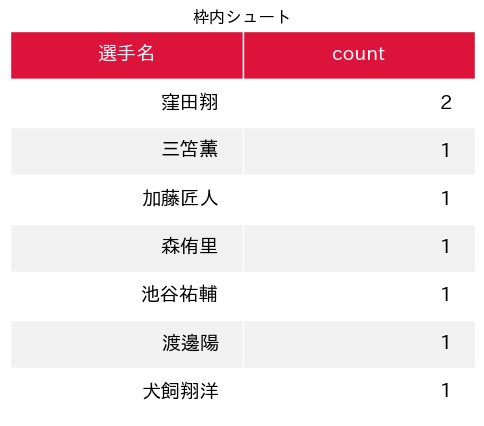 枠内シュート
選手名 count
窪田翔 2
三笘薫 1
加藤匠人 1
森侑里 1
池谷祐輔 1
渡邊陽 1
犬飼翔洋 1